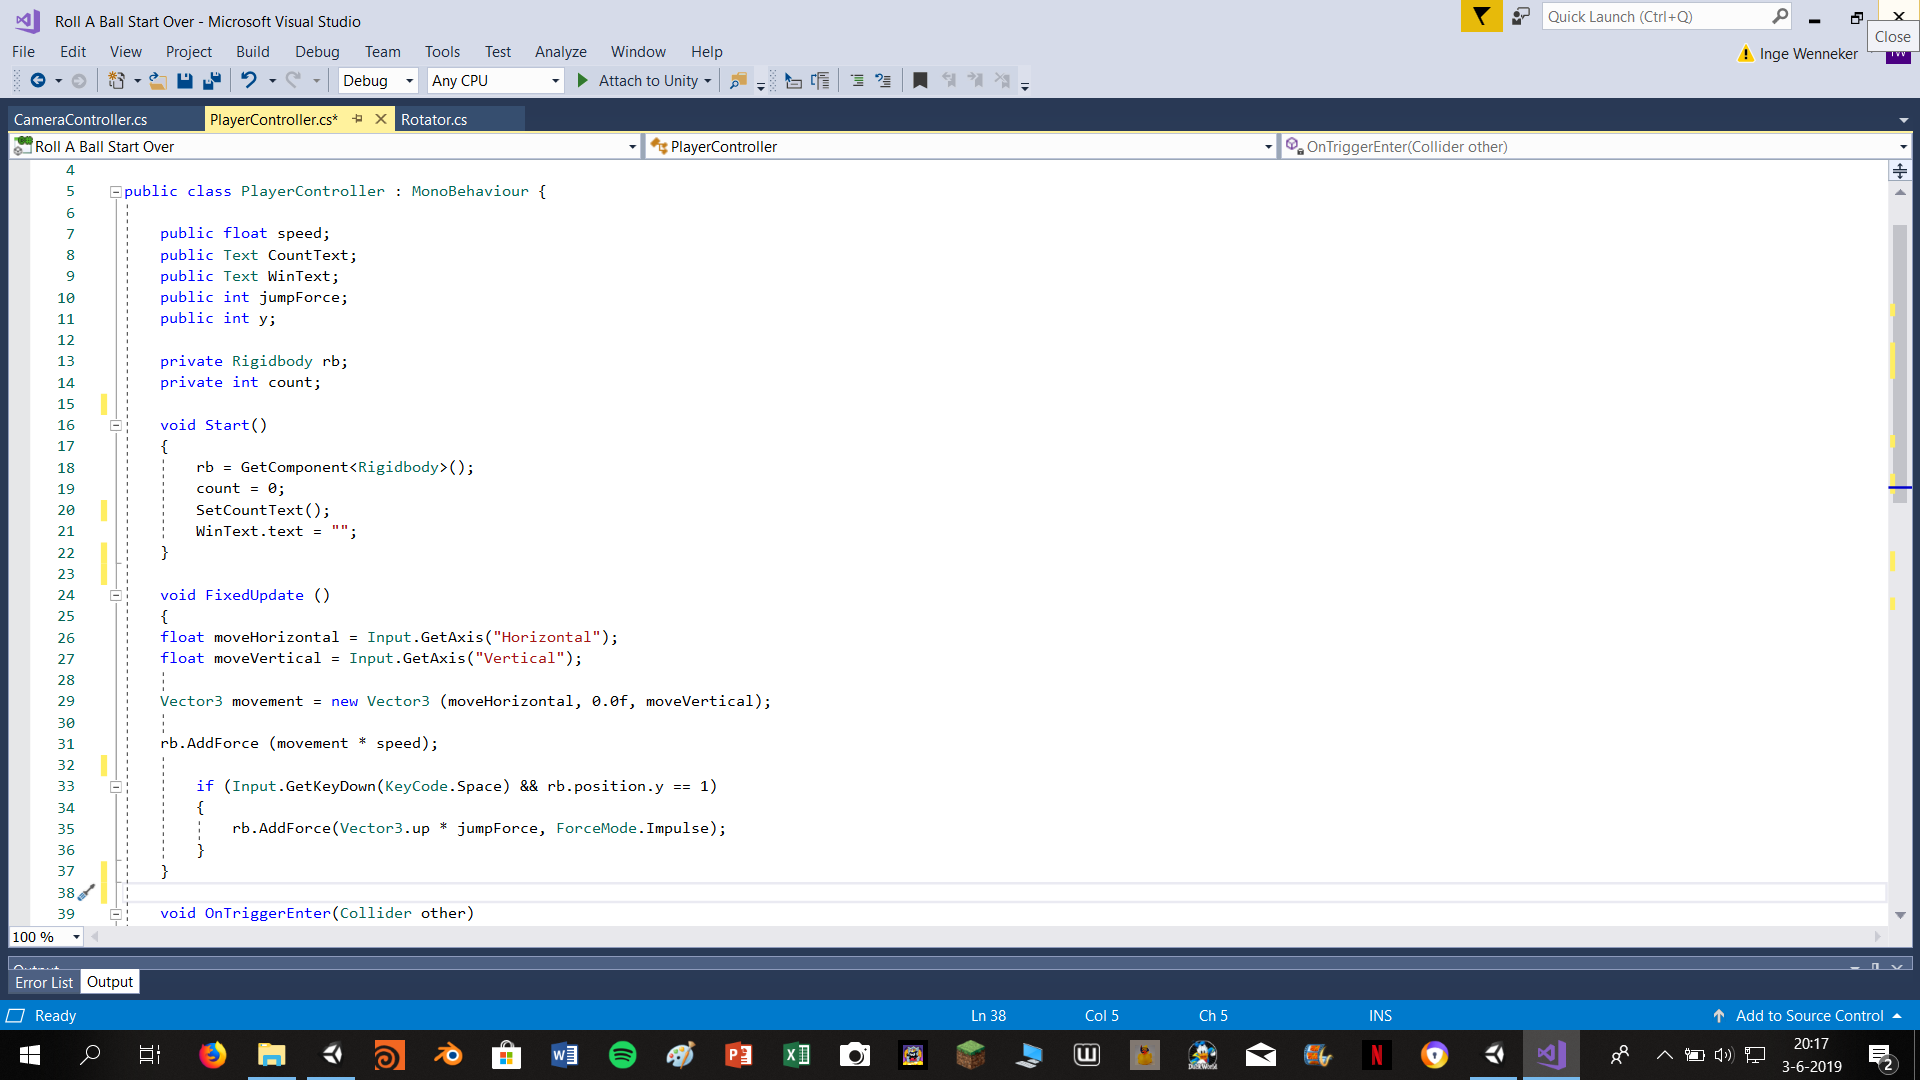 Roll A Ball Start Over - Microsoft Visual Studio
Quick Launch (Ctrl+Q)
Close
File Edit View Project Build Debug Team Tools Test Analyze Window Help
Inge Wenneker
Debug Any CPU Attach to Unity
CameraController.cs PlayerController.cs* Rotator.cs
Roll A Ball Start Over PlayerController OnTriggerEnter(Collider other)
4
5 public class PlayerController : MonoBehaviour {
6
7 public float speed;
8 public Text CountText;
9 public Text WinText;
10 public int jumpForce;
11 public int y;
12
13 private Rigidbody rb;
14 private int count;
15
16 void Start()
17 {
18 rb = GetComponent<Rigidbody>();
19 count = 0;
20 SetCountText();
21 WinText.text = "";
22 }
23
24 void FixedUpdate ()
25 {
26 float moveHorizontal = Input.GetAxis("Horizontal");
27 float moveVertical = Input.GetAxis("Vertical");
28
29 Vector3 movement = new Vector3 (moveHorizontal, 0.0f, moveVertical);
30
31 rb.AddForce (movement * speed);
32
33 if (Input.GetKeyDown(KeyCode.Space) && rb.position.y == 1)
34 {
35 rb.AddForce(Vector3.up * jumpForce, ForceMode.Impulse);
36 }
37 }
38
39 void OnTriggerEnter(Collider other)
100 %
Output
Error List Output
Ready Ln 38 Col 5 Ch 5 INS Add to Source Control
20:17
3-6-2019
2